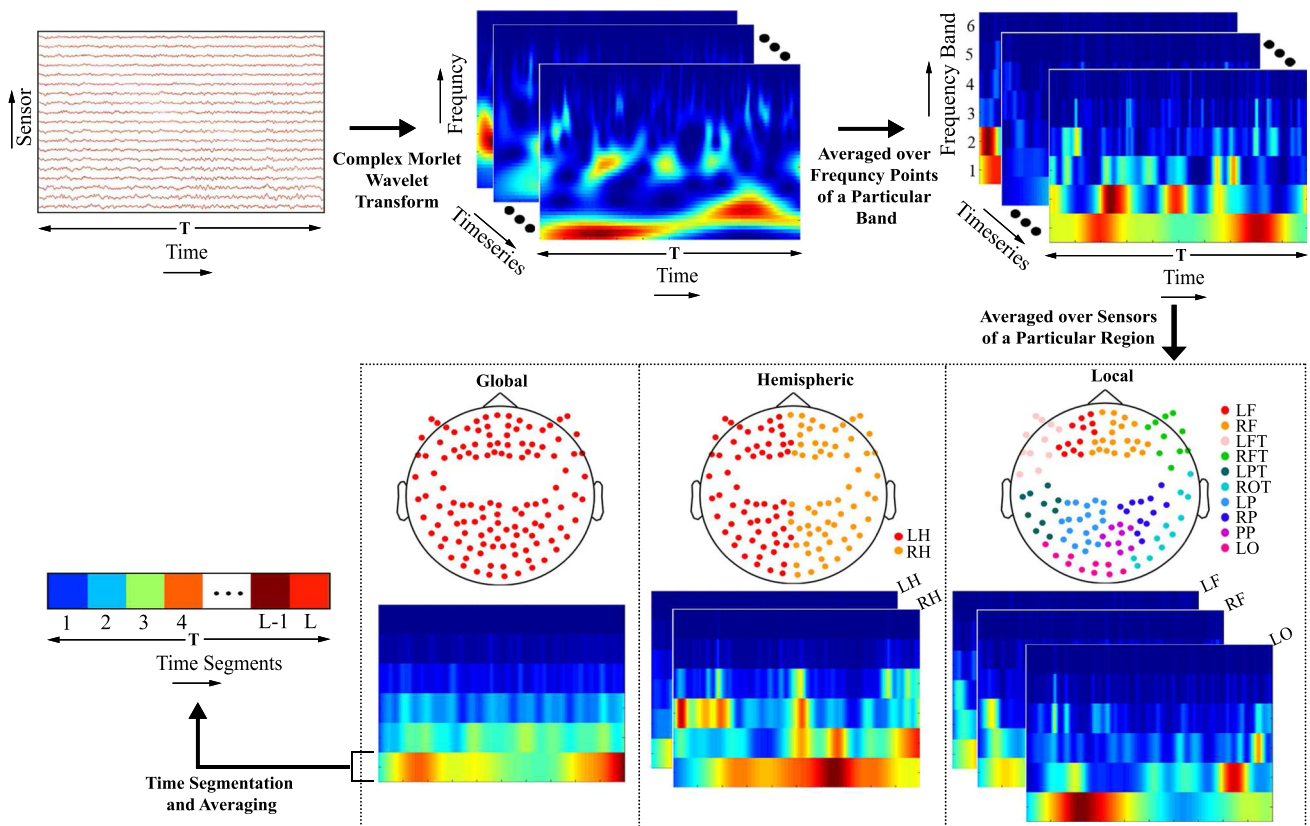 Sensor
T
Time
Complex Morlet
Wavelet
Transform
Frequncy
Timeseries
T
Time
Averaged over
Frequncy Points
of a Particular
Band
Frequency Band
6
5
4
3
2
1
Timeseries
T
Time
Averaged over Sensors
of a Particular Region
Global
Hemispheric
LH
RH
Local
LF
RF
LFT
RFT
LPT
ROT
LP
RP
PP
LO
LH
RH
LF
RF
LO
1 2 3 4 L-1 L
T
Time Segments
Time Segmentation
and Averaging